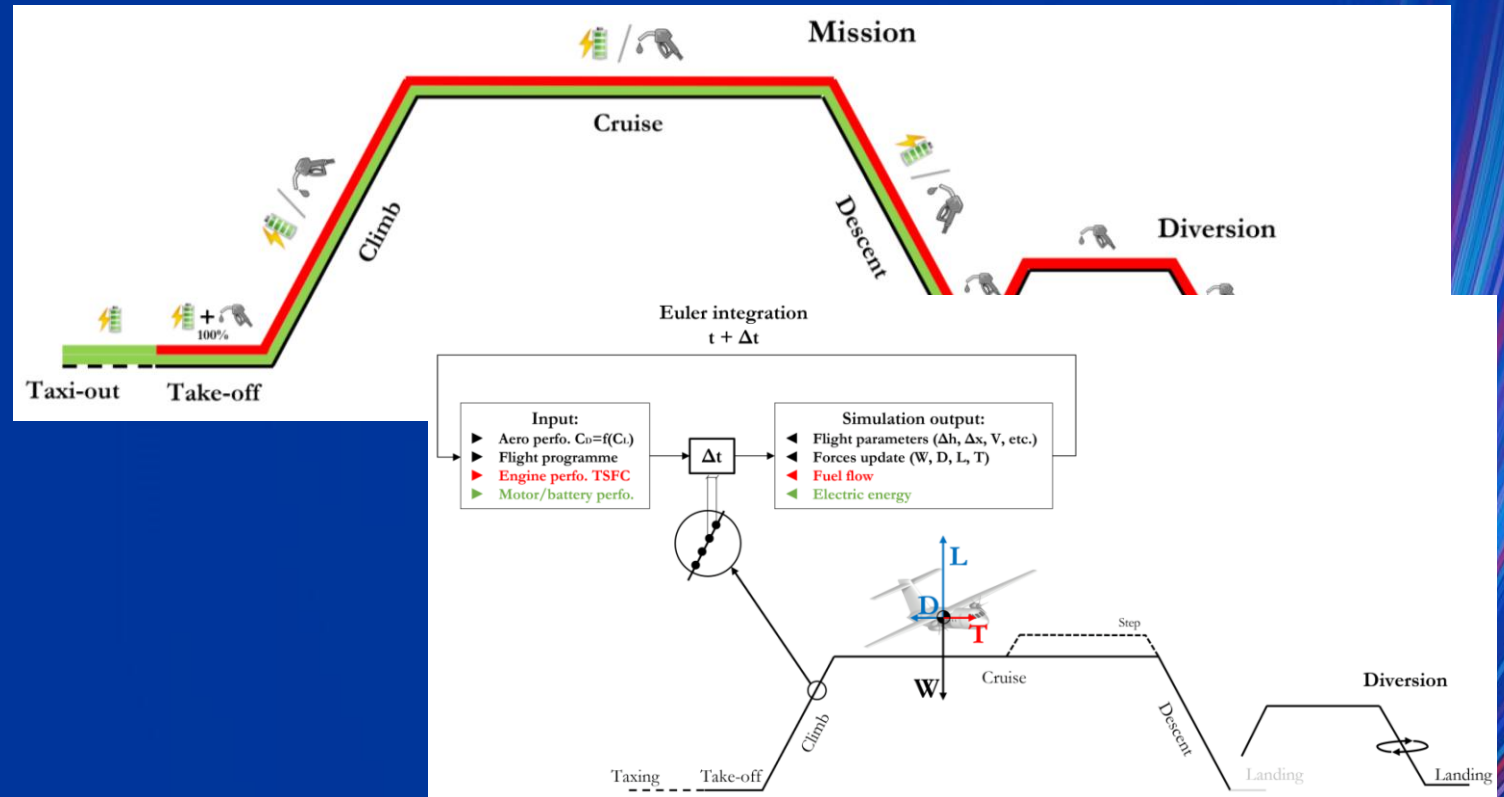 Mission
/
Cruise
/
Climb
/
Descent
Diversion
+
100%
Taxi-out
Take-off
Euler integration
t + Δt
Input:
Aero perfo. C_D=f(C_L)
Flight programme
Engine perfo. TSFC
Motor/battery perfo.
Δt
Simulation output:
Flight parameters (Δh, Δx, V, etc.)
Forces update (W, D, L, T)
Fuel flow
Electric energy
L
D
T
W
Step
Cruise
Climb
Descent
Diversion
Taxing
Take-off
Landing
Landing